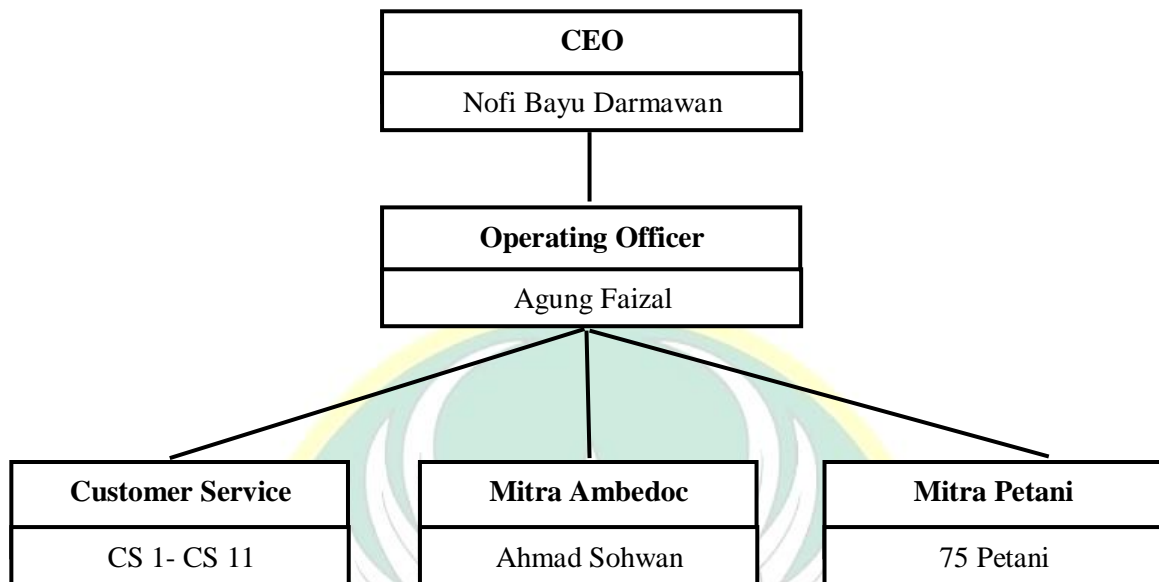 CEO
Nofi Bayu Darmawan
Operating Officer
Agung Faizal
Customer Service
CS 1- CS 11
Mitra Ambedoc
Ahmad Sohwan
Mitra Petani
75 Petani